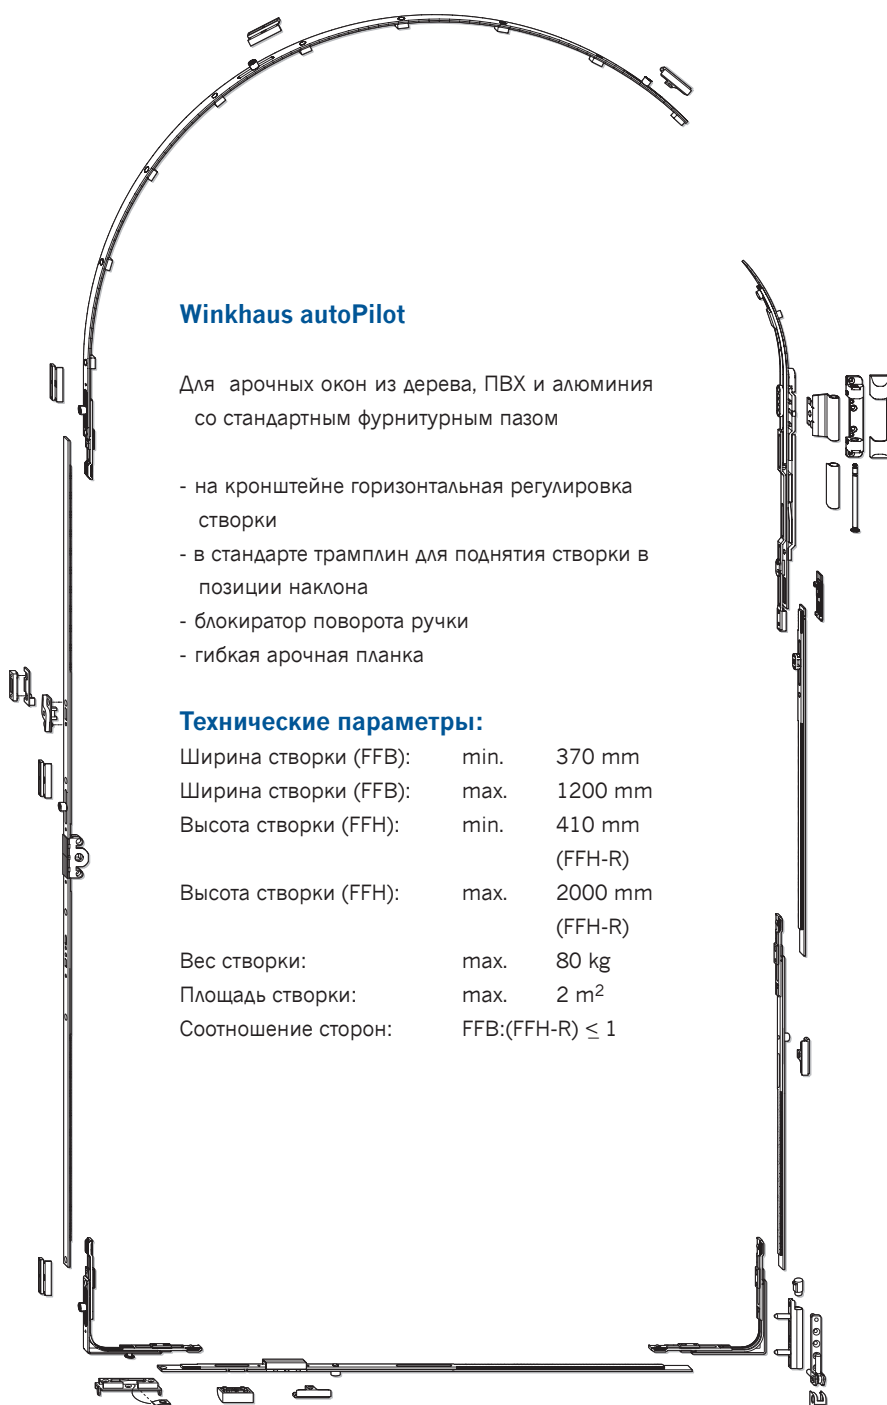 Winkhaus autoPilot
Для арочных окон из дерева, ПВХ и алюминия
со стандартным фурнитурным пазом
- на кронштейне горизонтальная регулировка
створки
- в стандарте трамплин для поднятия створки в
позиции наклона
- блокиратор поворота ручки
- гибкая арочная планка
Технические параметры:
Ширина створки (FFB): min. 370 mm
Ширина створки (FFB): max. 1200 mm
Высота створки (FFH): min. 410 mm
(FFH-R)
Высота створки (FFH): max. 2000 mm
(FFH-R)
Вес створки: max. 80 kg
Площадь створки: max. 2 m²
Соотношение сторон: FFB:(FFH-R) ≤ 1